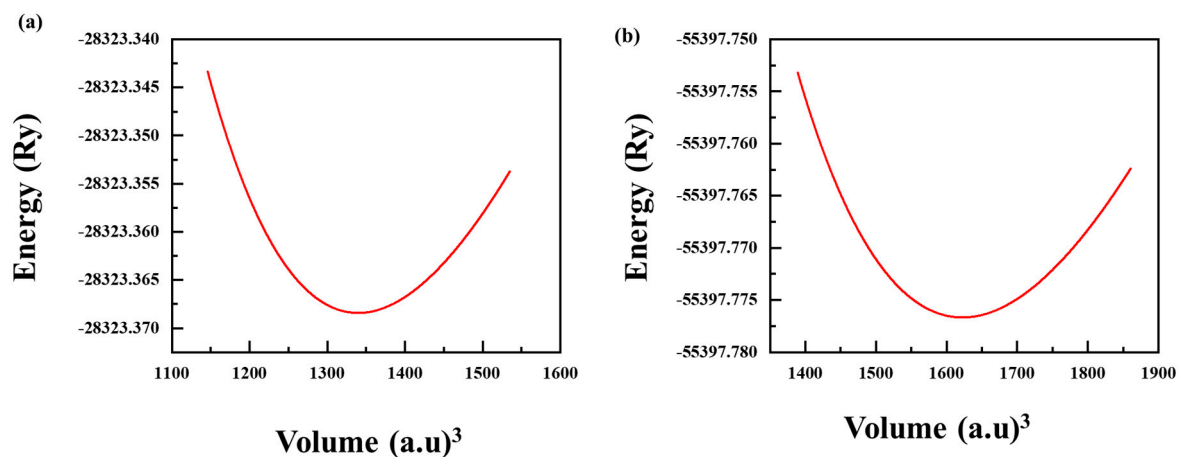 (a)
-28323.340
-28323.345
-28323.350
-28323.355
-28323.360
-28323.365
-28323.370
Energy (Ry)
1100 1200 1300 1400 1500 1600
Volume (a.u)³
(b)
-55397.750
-55397.755
-55397.760
-55397.765
-55397.770
-55397.775
-55397.780
Energy (Ry)
1400 1500 1600 1700 1800 1900
Volume (a.u)³